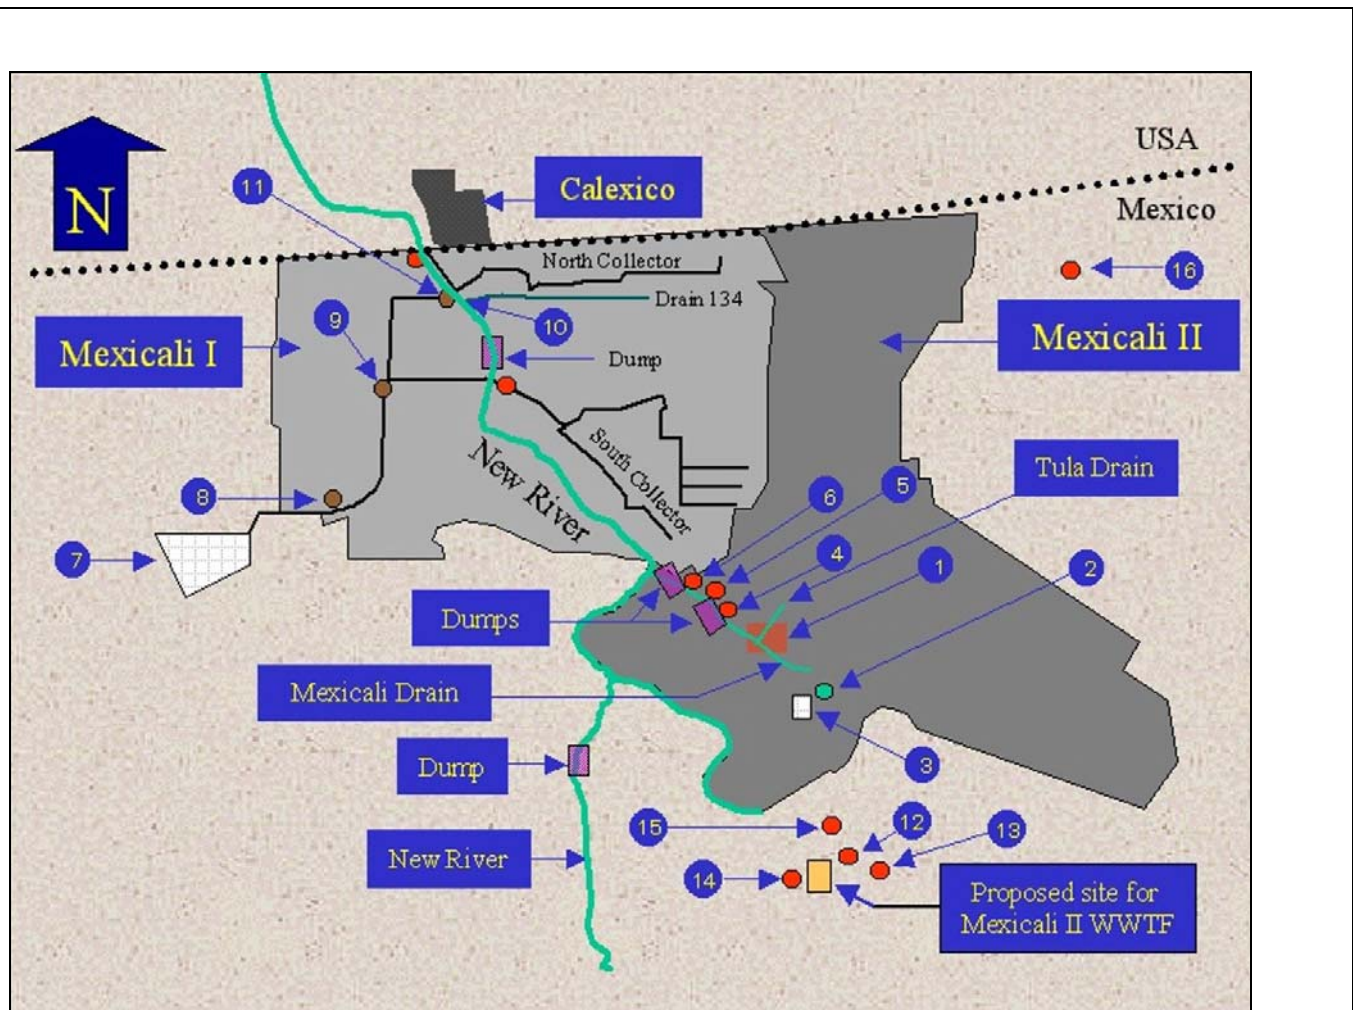 USA
N
11
Calexico
Mexico
North Collector
16
Drain 134
9
10
Mexicali I
Mexicali II
Dump
South Collector
New River
Tula Drain
8
6
5
7
4
1
2
Dumps
Mexicali Drain
3
Dump
15
12
13
New River
14
Proposed site for
Mexicali II WWTF